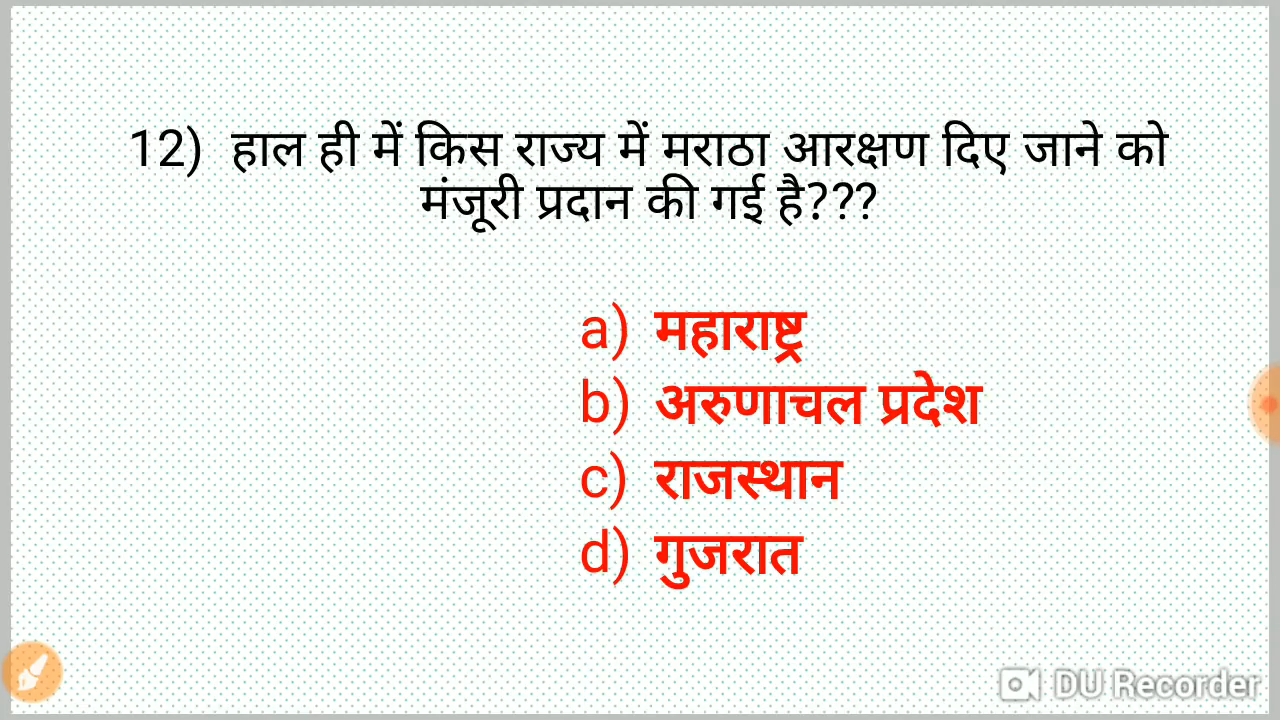 12) हाल ही में किस राज्य में मराठा आरक्षण दिए जाने को
मंजूरी प्रदान की गई है???
a) महाराष्ट्र
b) अरुणाचल प्रदेश
c) राजस्थान
d) गुजरात
DU Recorder